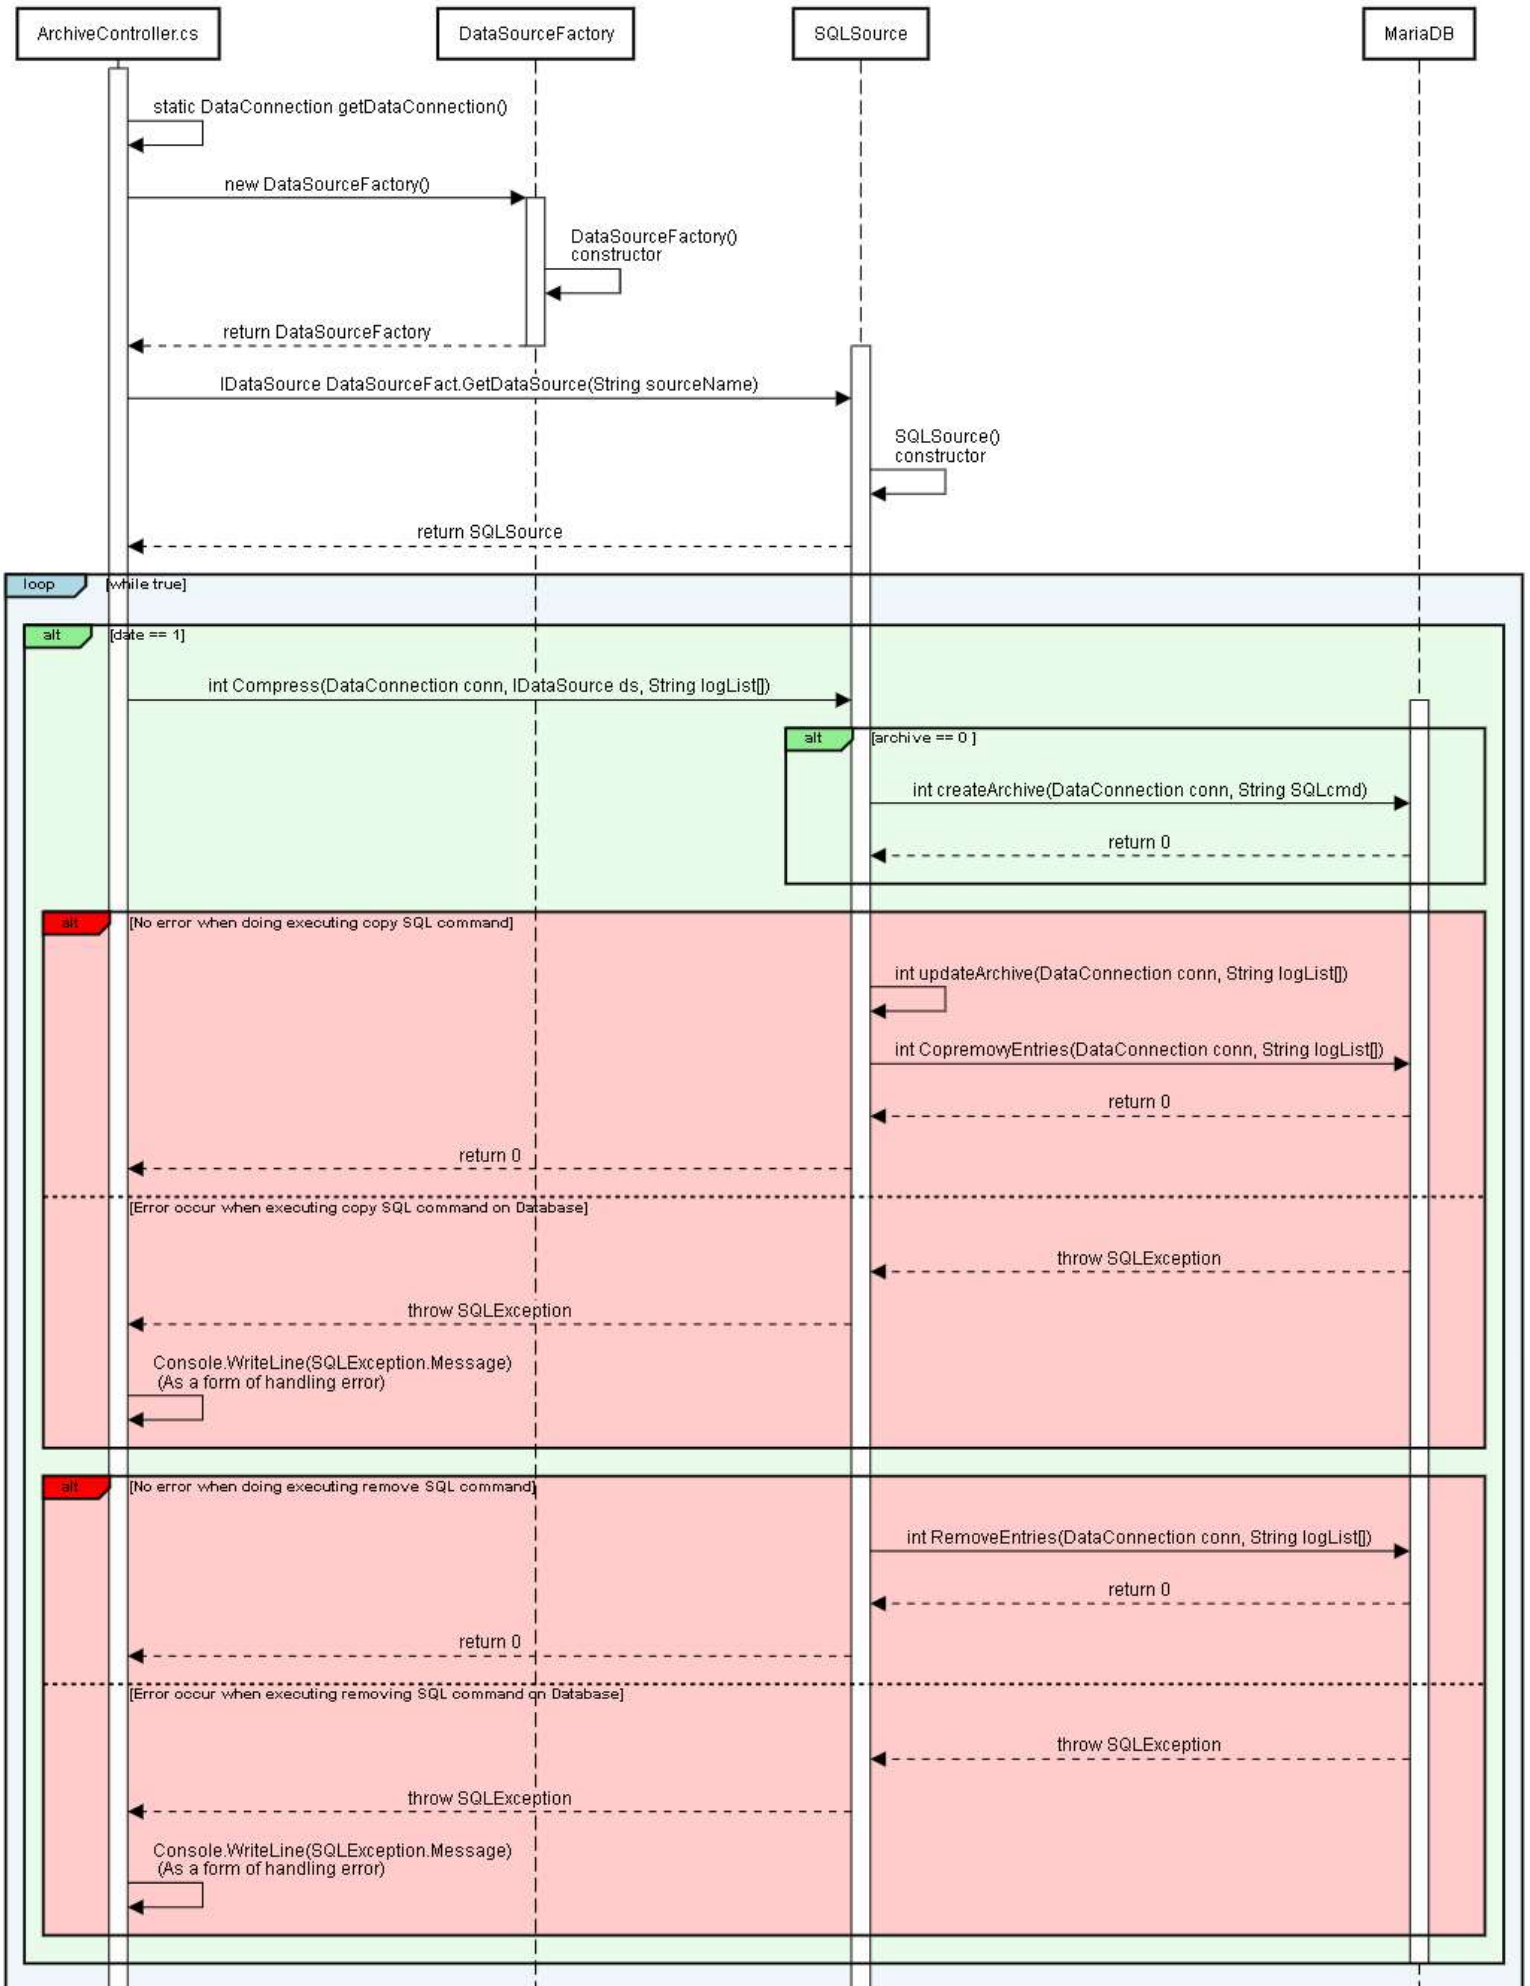 ArchiveController.cs
DataSourceFactory
SQLSource
MariaDB
static DataConnection getDataConnection()
new DataSourceFactory()
DataSourceFactory()
constructor
return DataSourceFactory
IDataSource DataSourceFact.GetDataSource(String sourceName)
SQLSource()
constructor
return SQLSource
loop
[while true]
alt
[date == 1]
int Compress(DataConnection conn, IDataSource ds, String logList[])
alt
[archive == 0 ]
int createArchive(DataConnection conn, String SQLcmd)
return 0
alt
[No error when doing executing copy SQL command]
int updateArchive(DataConnection conn, String logList[])
int CopremovyEntries(DataConnection conn, String logList[])
return 0
return 0
[Error occur when executing copy SQL command on Database]
throw SQLException
throw SQLException
Console.WriteLine(SQLException.Message)
(As a form of handling error)
alt
[No error when doing executing remove SQL command]
int RemoveEntries(DataConnection conn, String logList[])
return 0
return 0
[Error occur when executing removing SQL command on Database]
throw SQLException
throw SQLException
Console.WriteLine(SQLException.Message)
(As a form of handling error)